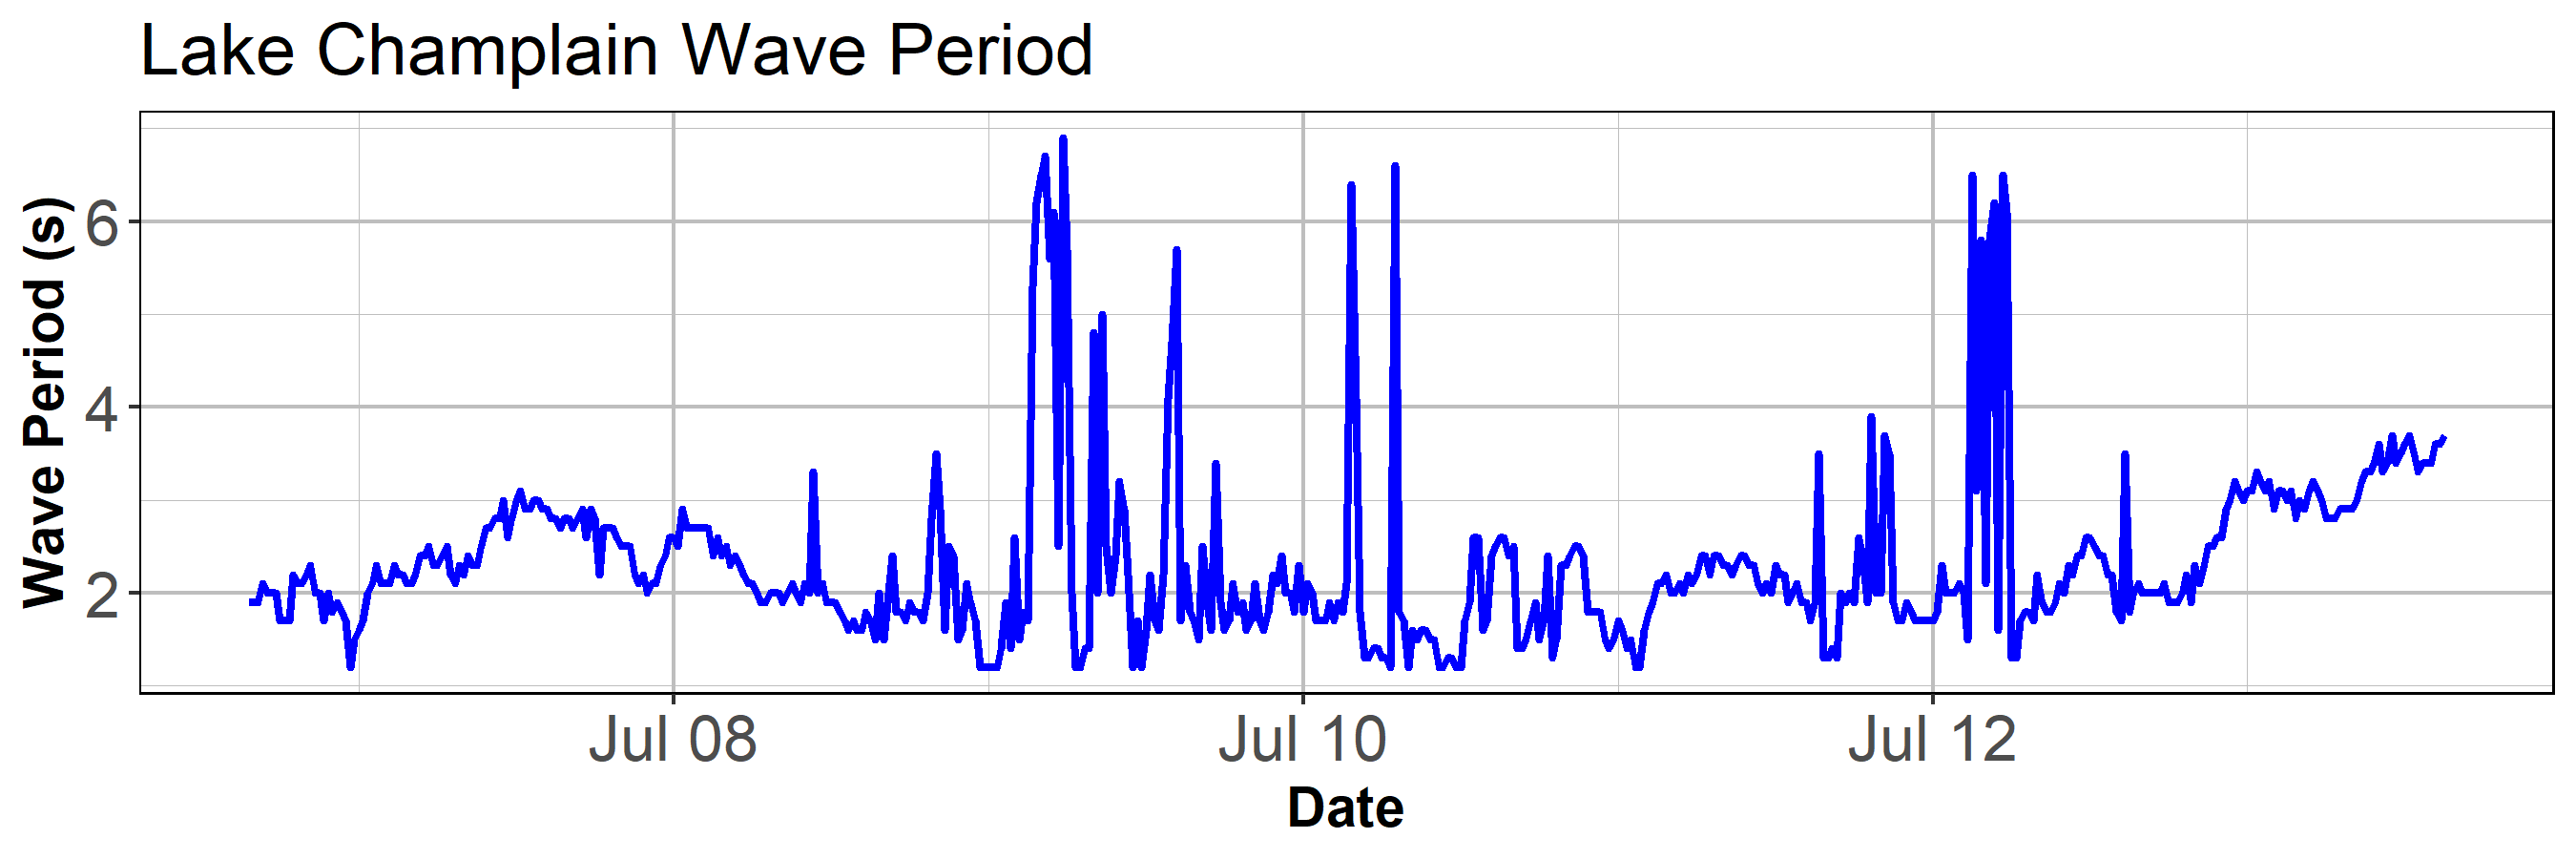 Lake Champlain Wave Period
Wave Period (s)
6
4
2
Jul 08
Jul 10
Jul 12
Date